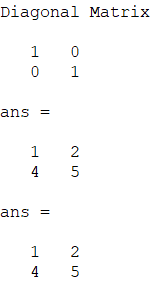 Diagonal Matrix
1 0
0 1
ans =
1 2
4 5
ans =
1 2
4 5